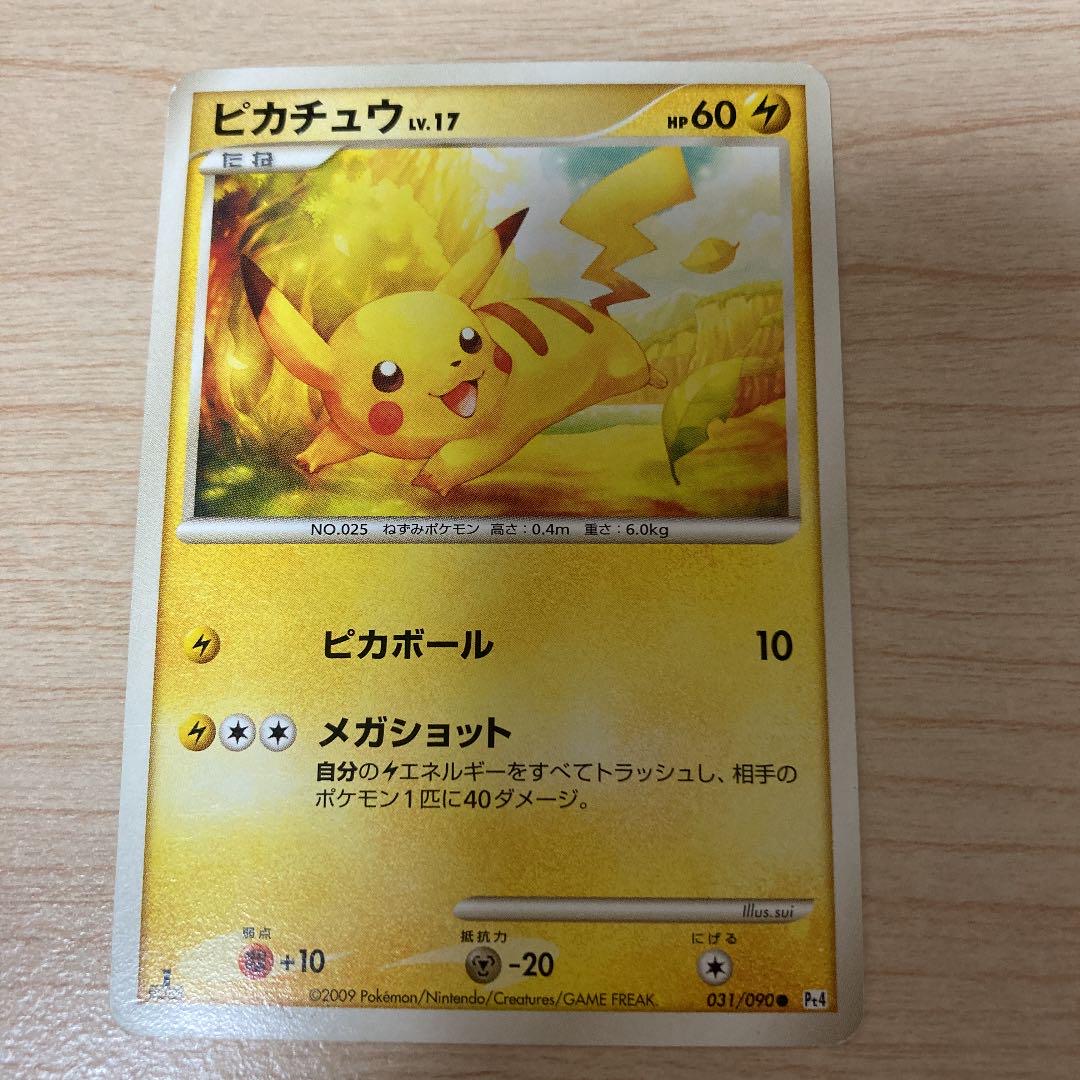 ピカチュウ LV.17 HP60
たね
NO.025 ねずみポケモン 高さ：0.4m 重さ：6.0kg
ピカボール 10
メガショット
自分のエネルギーをすべてトラッシュし、相手の
ポケモン1匹に40ダメージ。
Illus. sui
弱点 抵抗力 にげる
+10 -20
©2009 Pokémon/Nintendo/Creatures/GAME FREAK. 031/090 Pt4